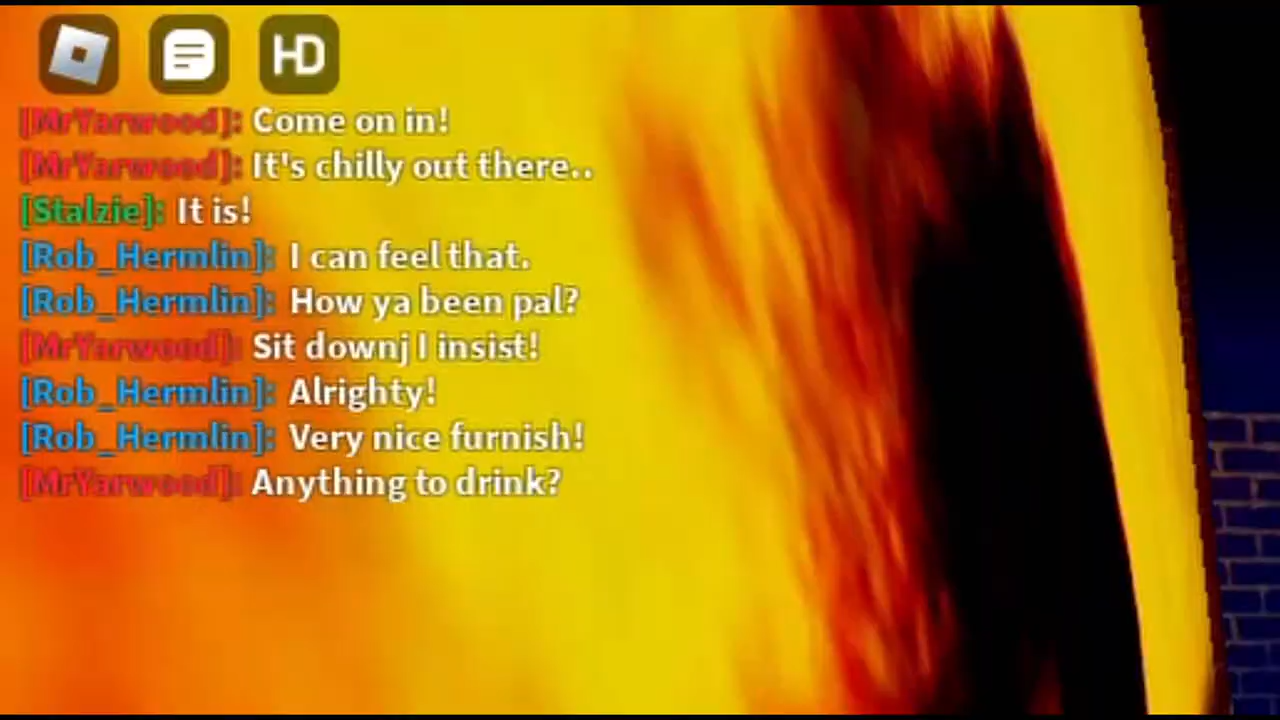 HD
[MrYarwood]: Come on in!
[MrYarwood]: It's chilly out there..
[Stalzie]: It is!
[Rob_Hermlin]: I can feel that.
[Rob_Hermlin]: How ya been pal?
[MrYarwood]: Sit downj I insist!
[Rob_Hermlin]: Alrighty!
[Rob_Hermlin]: Very nice furnish!
[MrYarwood]: Anything to drink?